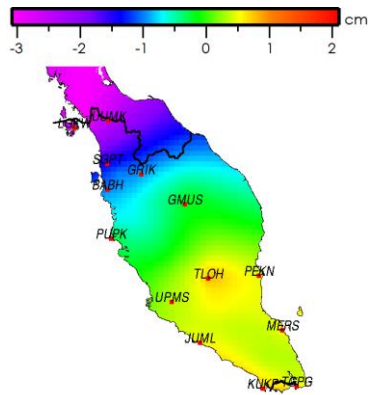 cm
-3 -2 -1 0 1 2
UUMK
SGPT
GRIK
BABH
GMUS
PUPK
TLOH
PEKN
UPMS
MERS
JUML
KUKP
TGPG